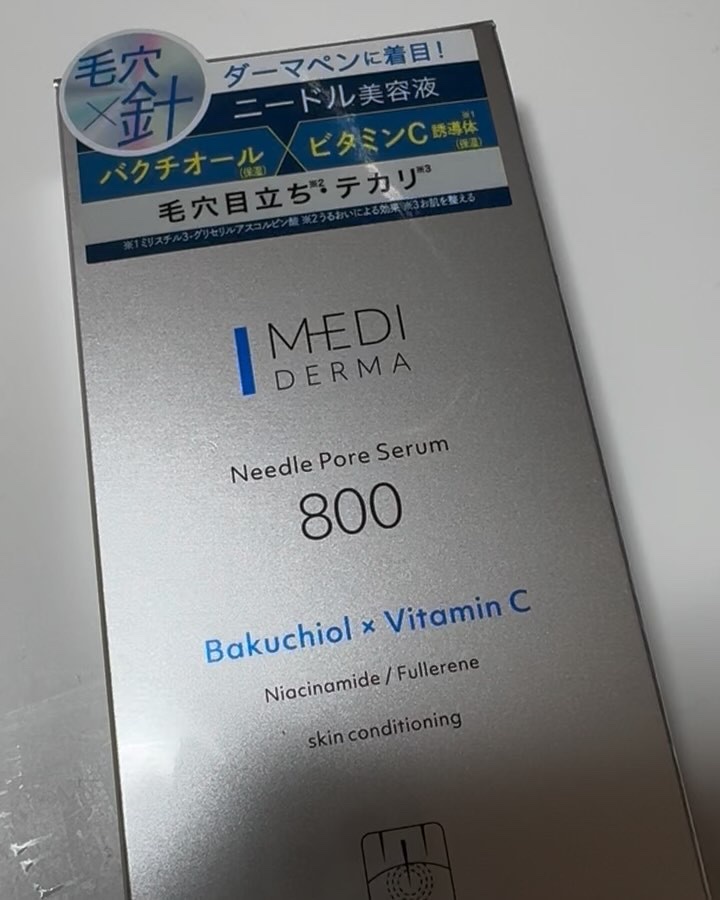 毛穴
×針
ダーマペンに着目!
ニードル美容液
バクチオール(保湿)×ビタミンC誘導体※1(保湿)
毛穴目立ち※2・テカリ※3
※1ミリスチル3-グリセリルアスコルビン酸 ※2うるおいによる効果 ※3お肌を整える
MEDI
DERMA
Needle Pore Serum
800
Bakuchiol × Vitamin C
Niacinamide / Fullerene
skin conditioning